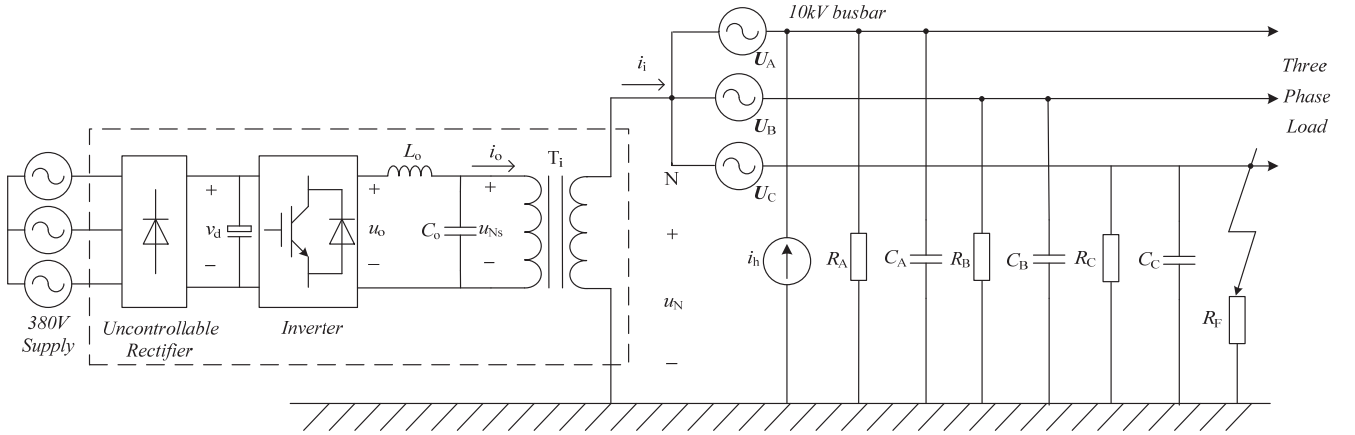 10kV busbar
U_A
Three
Phase
Load
i_i
U_B
N
U_C
L_o
i_o
T_i
+
v_d
−
+
u_o
−
C_o
+
u_Ns
−
+
u_N
−
i_h
R_A
C_A
R_B
C_B
R_C
C_C
R_F
380V
Supply
Uncontrollable
Rectifier
Inverter